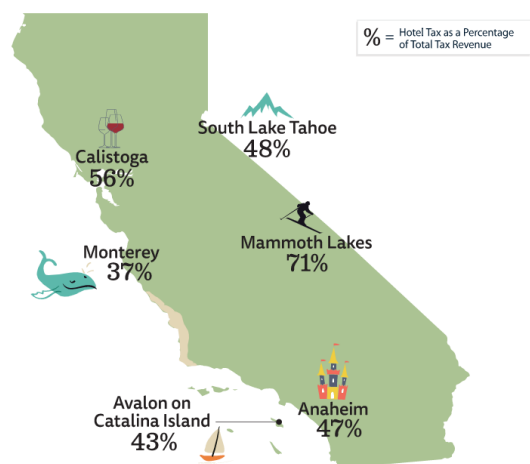 % = Hotel Tax as a Percentage
of Total Tax Revenue
South Lake Tahoe
48%
Calistoga
56%
Mammoth Lakes
71%
Monterey
37%
Avalon on
Catalina Island
43%
Anaheim
47%